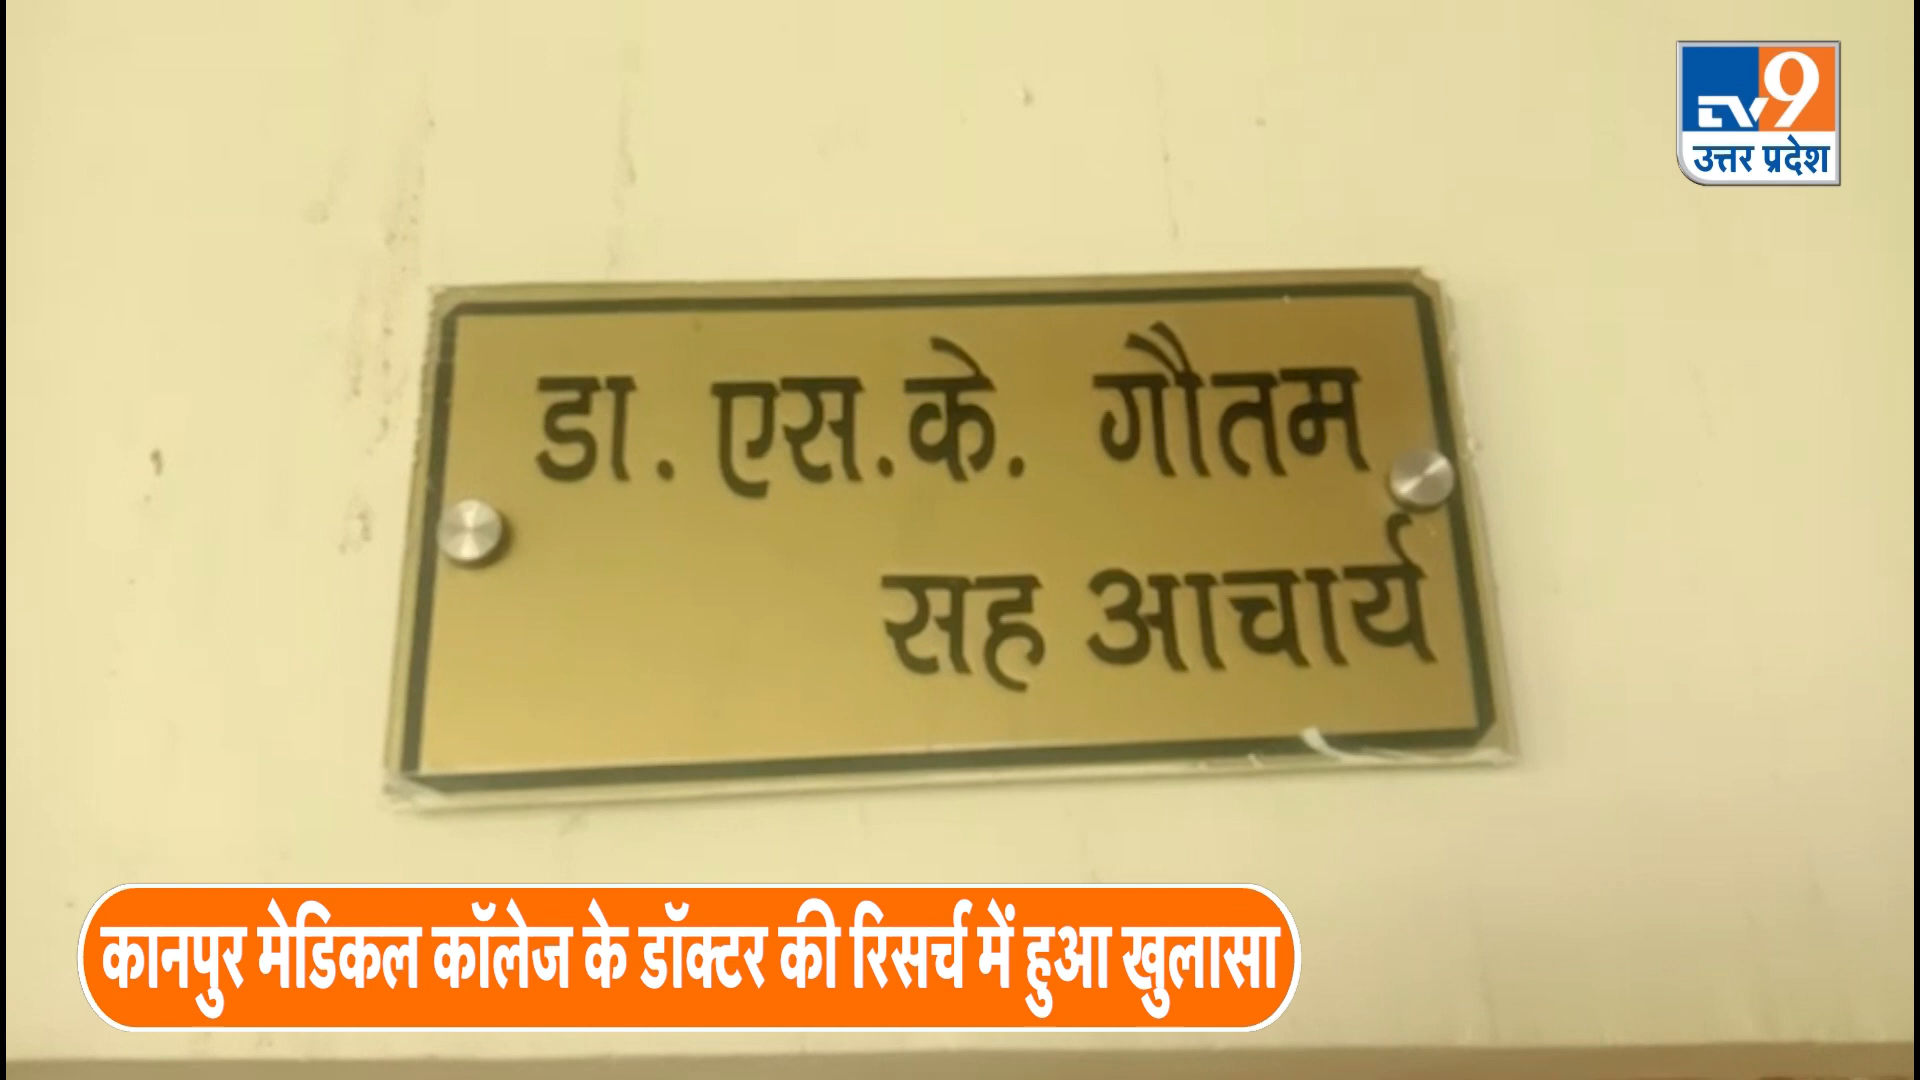 TV9
उत्तर प्रदेश
डा. एस.के. गौतम
सह आचार्य
कानपुर मेडिकल कॉलेज के डॉक्टर की रिसर्च में हुआ खुलासा